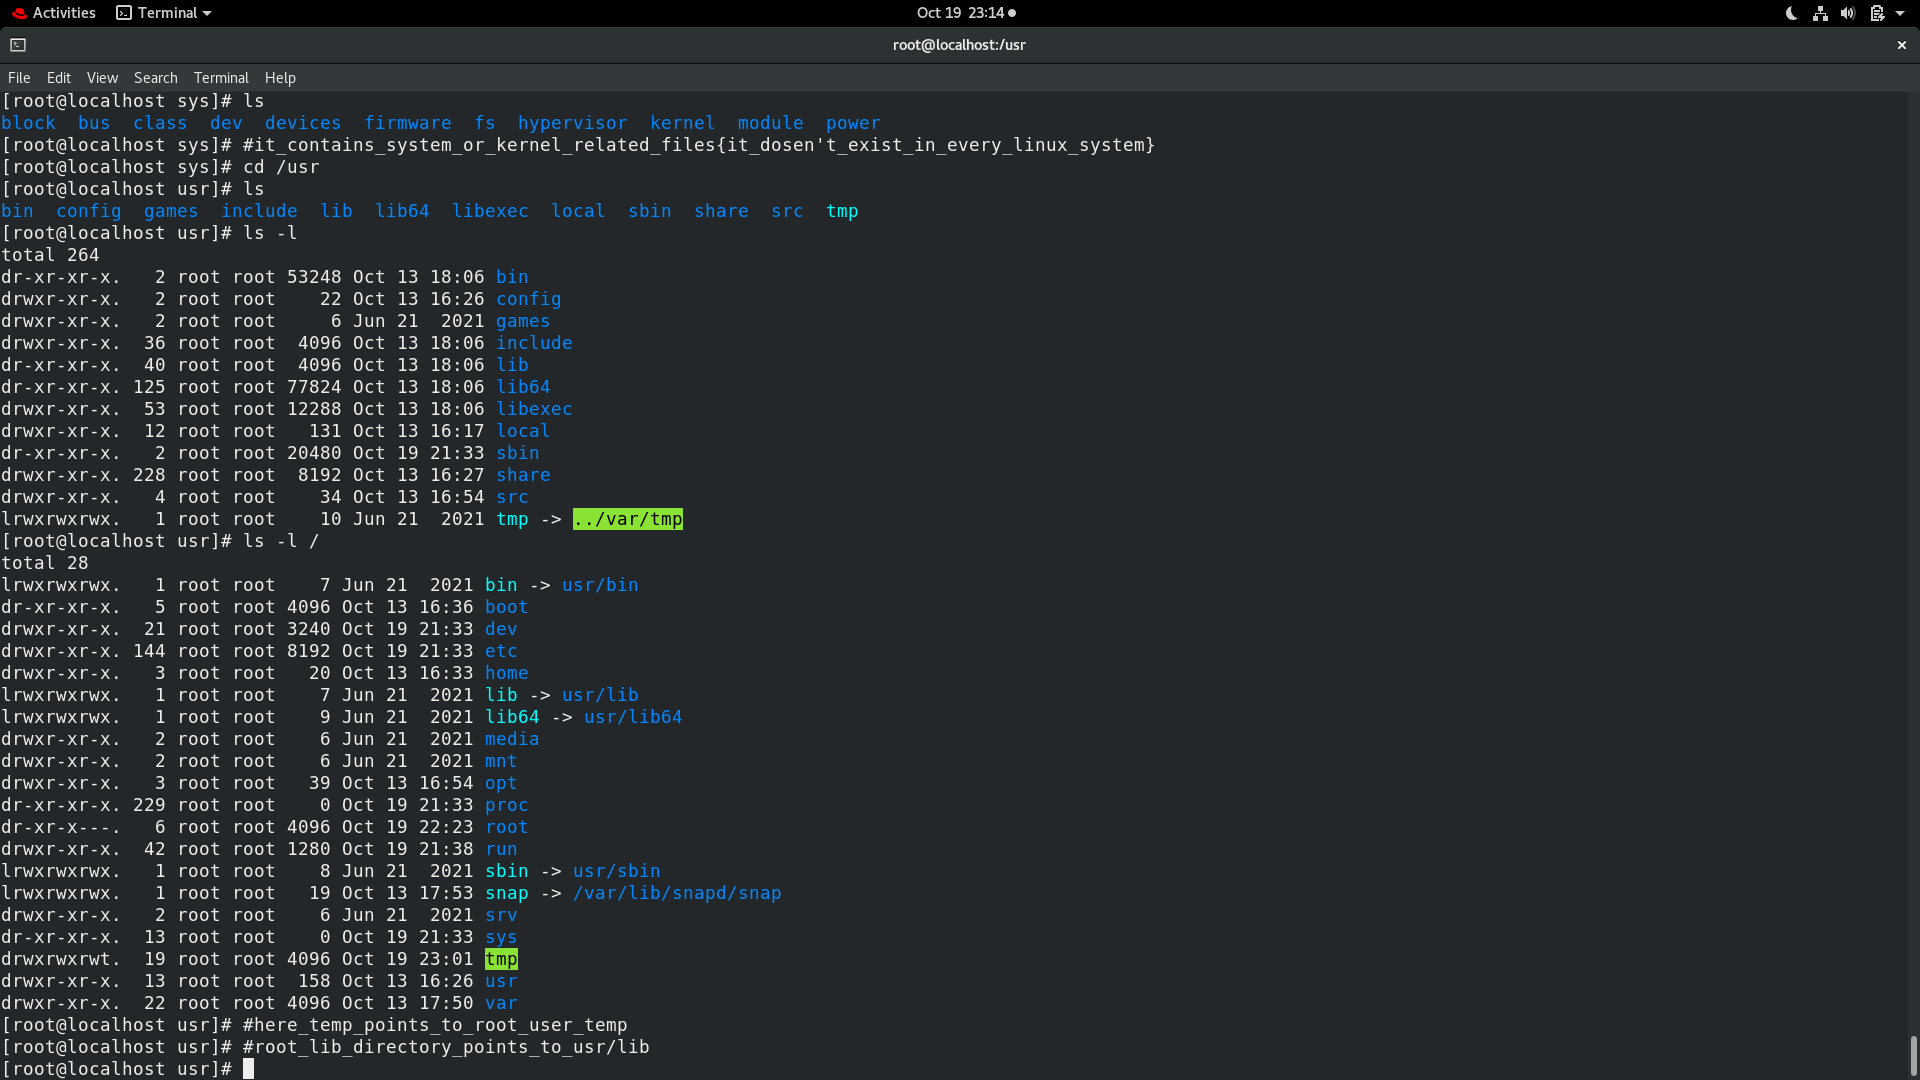 Activities Terminal Oct 19 23:14
root@localhost:/usr
File Edit View Search Terminal Help
[root@localhost sys]# ls
block  bus  class  dev  devices  firmware  fs  hypervisor  kernel  module  power
[root@localhost sys]# #it_contains_system_or_kernel_related_files{it_dosen't_exist_in_every_linux_system}
[root@localhost sys]# cd /usr
[root@localhost usr]# ls
bin  config  games  include  lib  lib64  libexec  local  sbin  share  src  tmp
[root@localhost usr]# ls -l
total 264
dr-xr-xr-x.   2 root root 53248 Oct 13 18:06 bin
drwxr-xr-x.   2 root root    22 Oct 13 16:26 config
drwxr-xr-x.   2 root root     6 Jun 21  2021 games
drwxr-xr-x.  36 root root  4096 Oct 13 18:06 include
dr-xr-xr-x.  40 root root  4096 Oct 13 18:06 lib
dr-xr-xr-x. 125 root root 77824 Oct 13 18:06 lib64
drwxr-xr-x.  53 root root 12288 Oct 13 18:06 libexec
drwxr-xr-x.  12 root root   131 Oct 13 16:17 local
dr-xr-xr-x.   2 root root 20480 Oct 19 21:33 sbin
drwxr-xr-x. 228 root root  8192 Oct 13 16:27 share
drwxr-xr-x.   4 root root    34 Oct 13 16:54 src
lrwxrwxrwx.   1 root root    10 Jun 21  2021 tmp -> ../var/tmp
[root@localhost usr]# ls -l /
total 28
lrwxrwxrwx.   1 root root    7 Jun 21  2021 bin -> usr/bin
dr-xr-xr-x.   5 root root 4096 Oct 13 16:36 boot
drwxr-xr-x.  21 root root 3240 Oct 19 21:33 dev
drwxr-xr-x. 144 root root 8192 Oct 19 21:33 etc
drwxr-xr-x.   3 root root   20 Oct 13 16:33 home
lrwxrwxrwx.   1 root root    7 Jun 21  2021 lib -> usr/lib
lrwxrwxrwx.   1 root root    9 Jun 21  2021 lib64 -> usr/lib64
drwxr-xr-x.   2 root root    6 Jun 21  2021 media
drwxr-xr-x.   2 root root    6 Jun 21  2021 mnt
drwxr-xr-x.   3 root root   39 Oct 13 16:54 opt
dr-xr-xr-x. 229 root root    0 Oct 19 21:33 proc
dr-xr-x---.   6 root root 4096 Oct 19 22:23 root
drwxr-xr-x.  42 root root 1280 Oct 19 21:38 run
lrwxrwxrwx.   1 root root    8 Jun 21  2021 sbin -> usr/sbin
lrwxrwxrwx.   1 root root   19 Oct 13 17:53 snap -> /var/lib/snapd/snap
drwxr-xr-x.   2 root root    6 Jun 21  2021 srv
dr-xr-xr-x.  13 root root    0 Oct 19 21:33 sys
drwxrwxrwt.  19 root root 4096 Oct 19 23:01 tmp
drwxr-xr-x.  13 root root  158 Oct 13 16:26 usr
drwxr-xr-x.  22 root root 4096 Oct 13 17:50 var
[root@localhost usr]# #here_temp_points_to_root_user_temp
[root@localhost usr]# #root_lib_directory_points_to_usr/lib
[root@localhost usr]#